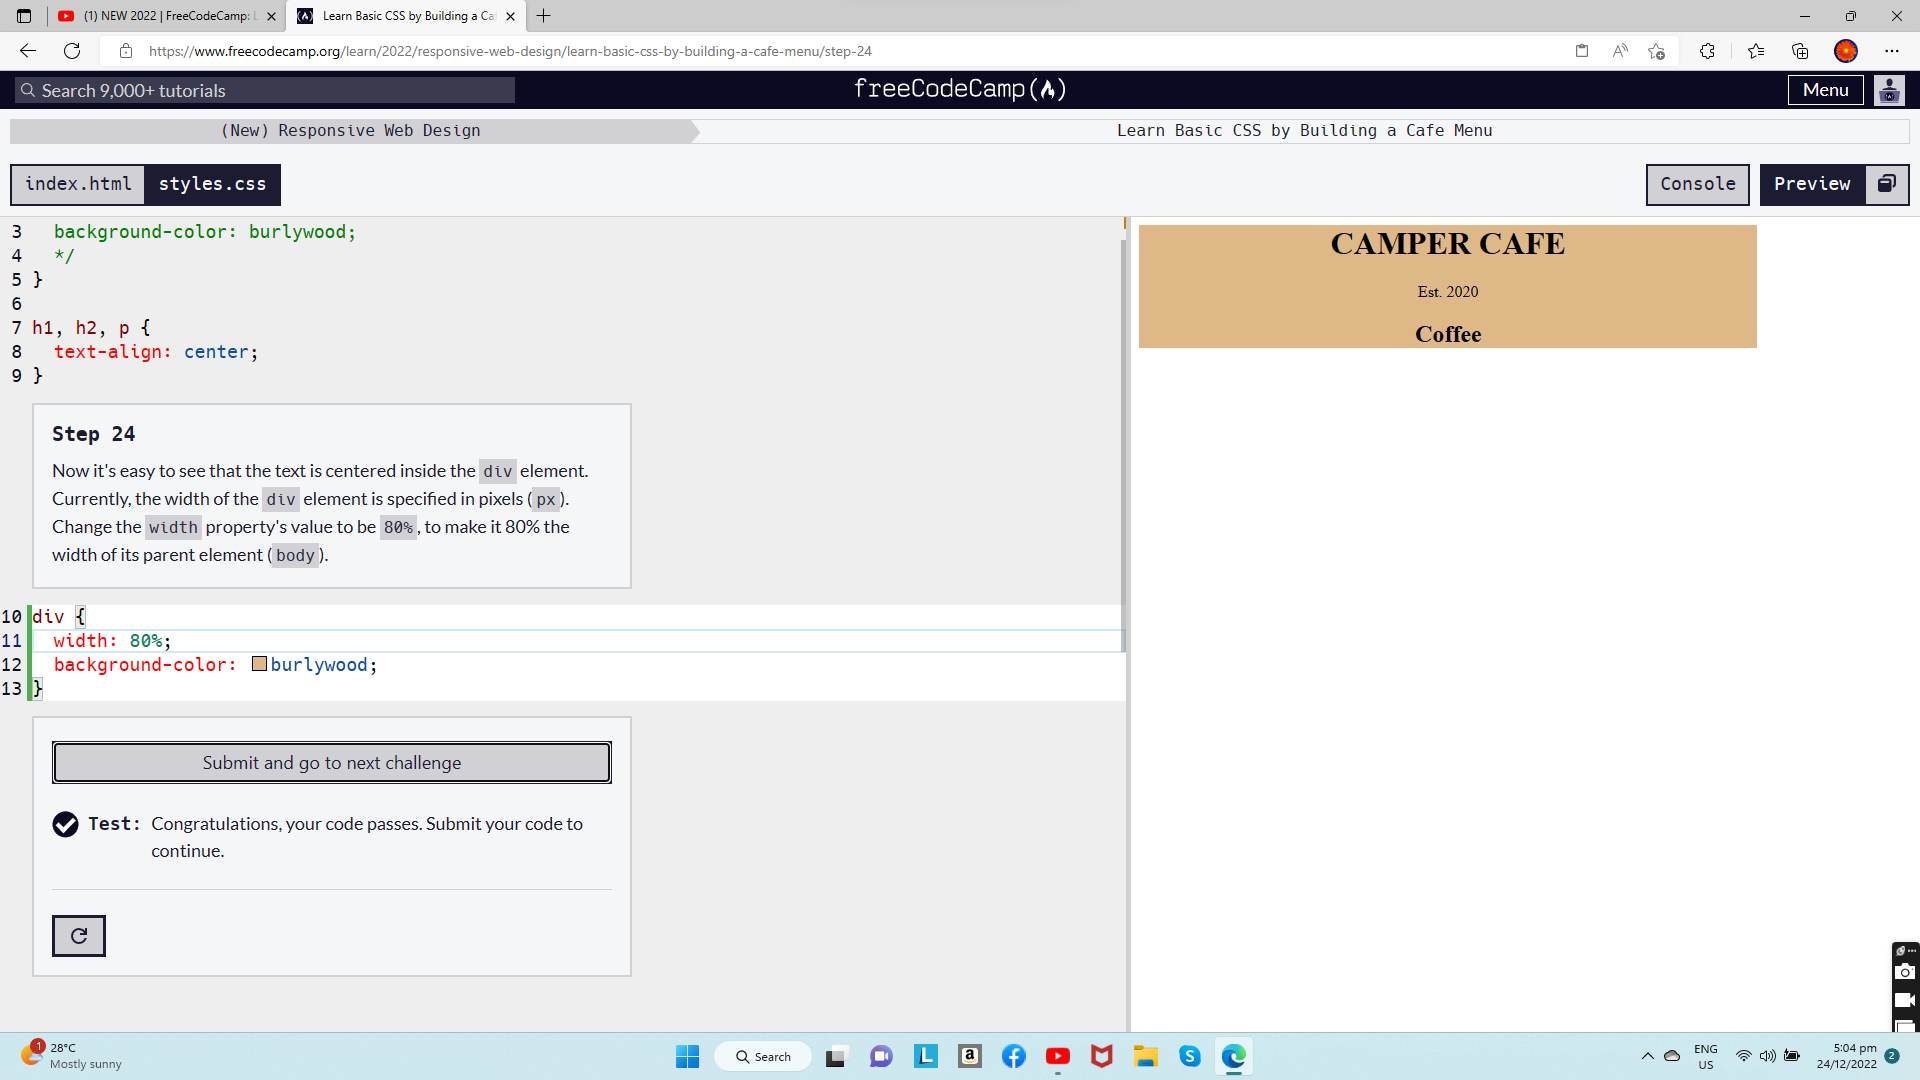 (1) NEW 2022 | FreeCodeCamp: L
Learn Basic CSS by Building a Caf
https://www.freecodecamp.org/learn/2022/responsive-web-design/learn-basic-css-by-building-a-cafe-menu/step-24
Search 9,000+ tutorials
freeCodeCamp
Menu
(New) Responsive Web Design
Learn Basic CSS by Building a Cafe Menu
index.html
styles.css
Console
Preview
3 background-color: burlywood;
4 */
5 }
6
7 h1, h2, p {
8 text-align: center;
9 }
Step 24
Now it's easy to see that the text is centered inside the div element.
Currently, the width of the div element is specified in pixels (px).
Change the width property's value to be 80%, to make it 80% the
width of its parent element (body).
10 div {
11 width: 80%;
12 background-color: burlywood;
13 }
Submit and go to next challenge
Test: Congratulations, your code passes. Submit your code to
continue.
CAMPER CAFE
Est. 2020
Coffee
1
28°C
Mostly sunny
Search
L
a
S
ENG
US
5:04 pm
24/12/2022
2